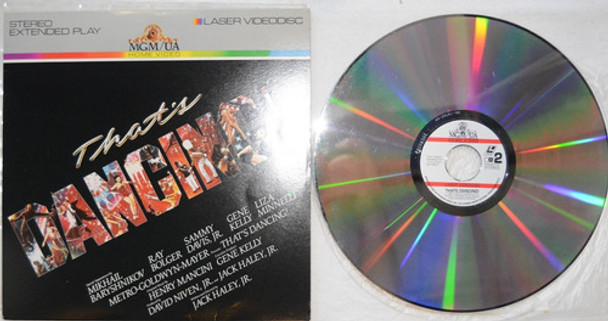 STEREO
EXTENDED PLAY
MGM/UA
HOME VIDEO
LASER VIDEODISC
That's
DANCING!
MIKHAIL BARYSHNIKOV
RAY BOLGER
SAMMY DAVIS, JR.
GENE KELLY
LIZA MINNELLI
METRO-GOLDWYN-MAYER
THAT'S DANCING!
HENRY MANCINI
GENE KELLY
DAVID NIVEN, JR.
JACK HALEY, JR.
JACK HALEY, JR.
MGM/UA
2
THAT'S DANCING!